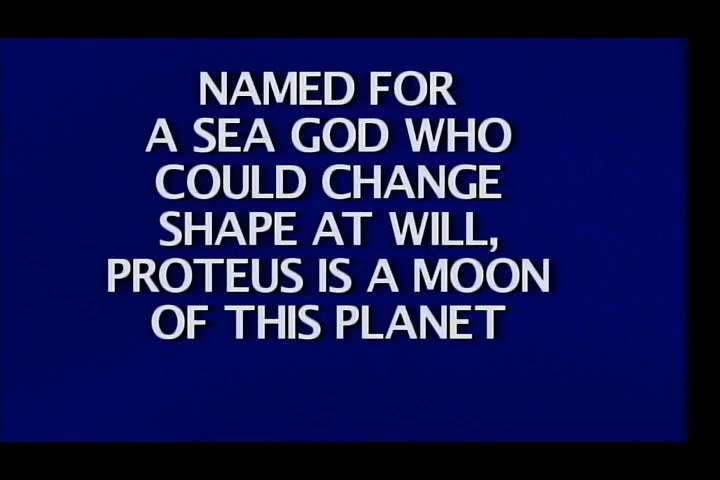 NAMED FOR
A SEA GOD WHO
COULD CHANGE
SHAPE AT WILL,
PROTEUS IS A MOON
OF THIS PLANET